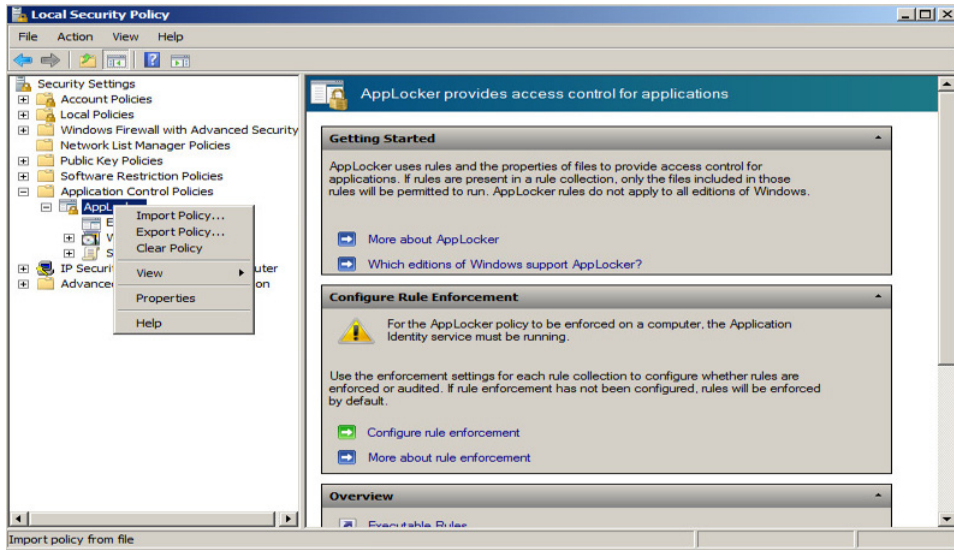 Local Security Policy
File Action View Help
Security Settings
Account Policies
Local Policies
Windows Firewall with Advanced Security
Network List Manager Policies
Public Key Policies
Software Restriction Policies
Application Control Policies
AppL
E
W
S
IP Securi uter
Advance on
Import Policy...
Export Policy...
Clear Policy
View
Properties
Help
AppLocker provides access control for applications
Getting Started
AppLocker uses rules and the properties of files to provide access control for
applications. If rules are present in a rule collection, only the files included in those
rules will be permitted to run. AppLocker rules do not apply to all editions of Windows.
More about AppLocker
Which editions of Windows support AppLocker?
Configure Rule Enforcement
For the AppLocker policy to be enforced on a computer, the Application
Identity service must be running.
Use the enforcement settings for each rule collection to configure whether rules are
enforced or audited. If rule enforcement has not been configured, rules will be enforced
by default.
Configure rule enforcement
More about rule enforcement
Overview
Executable Rules
Import policy from file